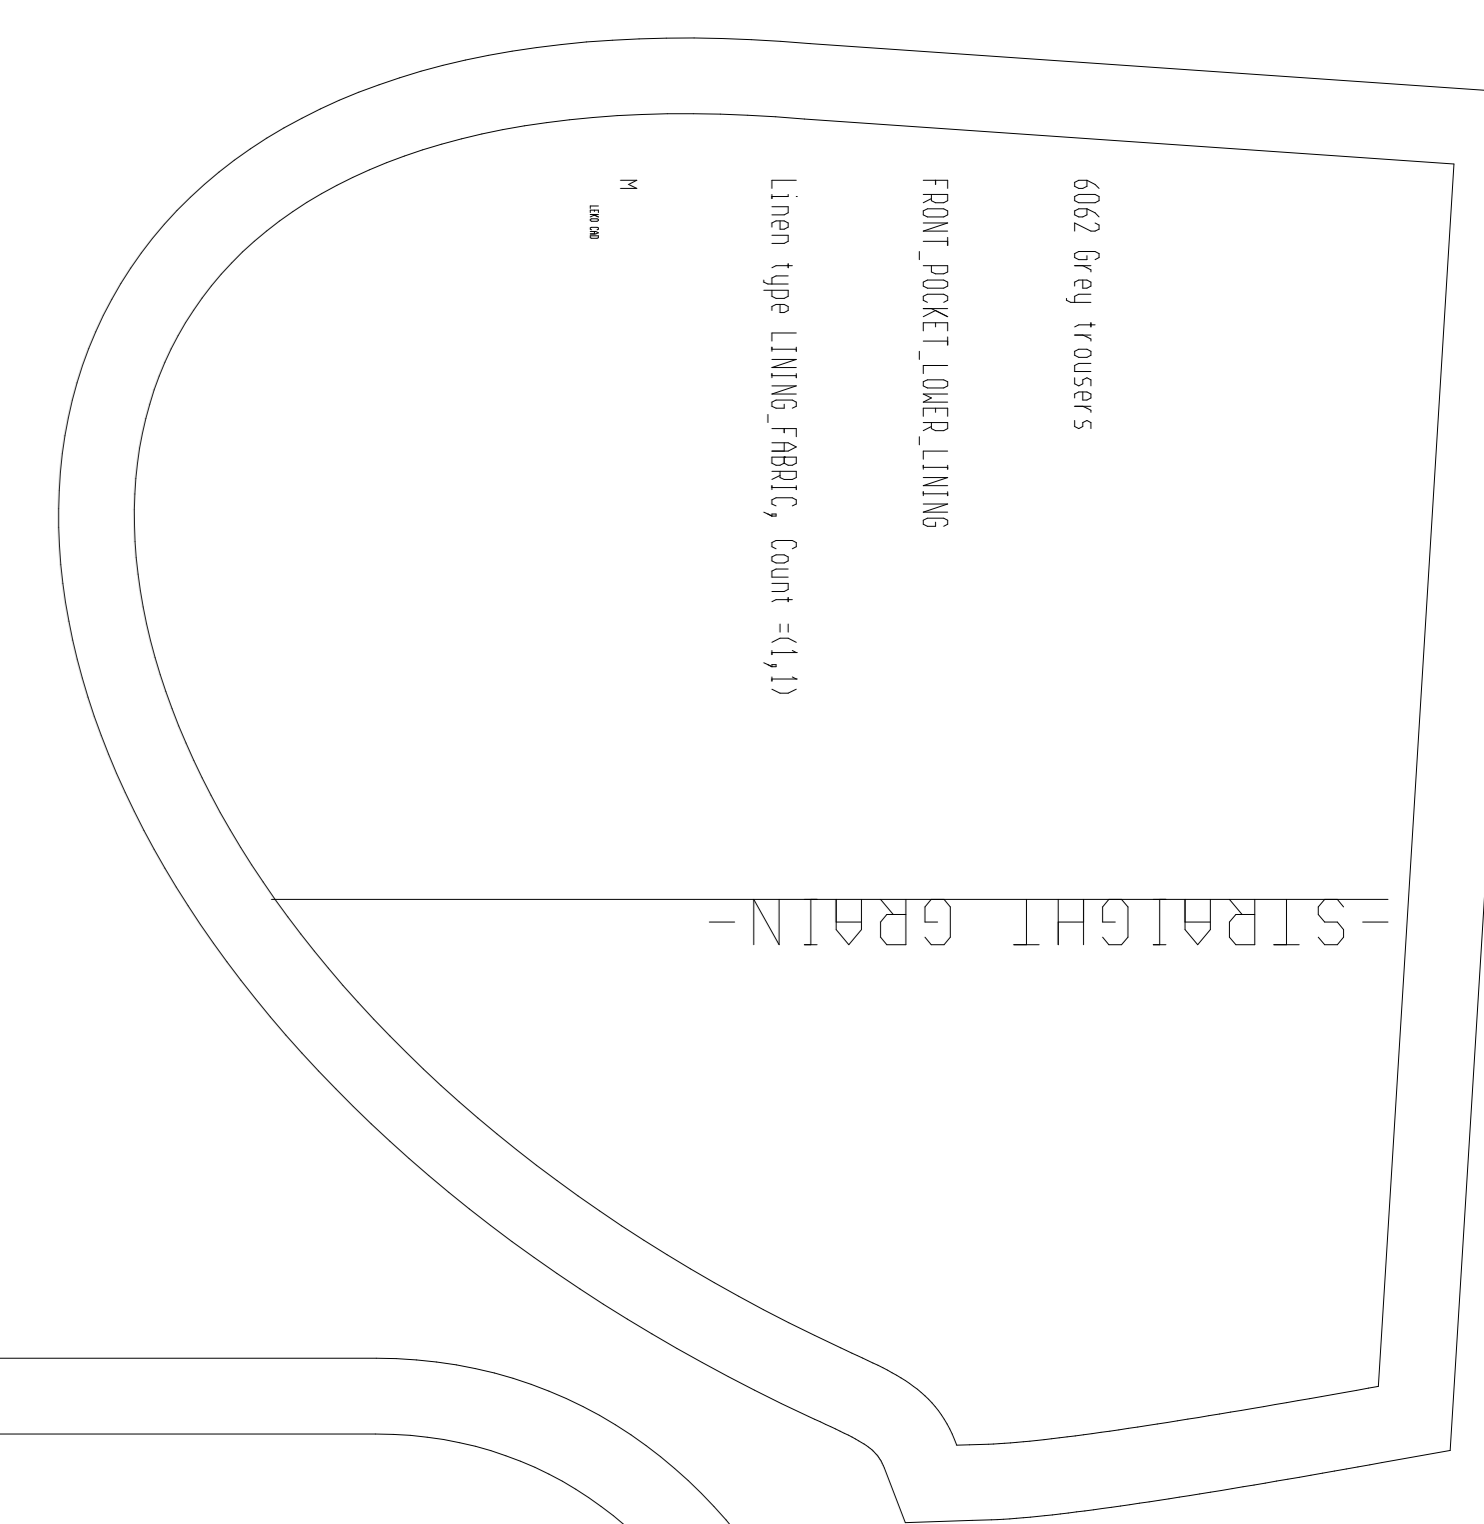 6062 Grey trousers
FRONT_POCKET_LOWER_LINING
Linen type LINING_FABRIC, Count =(1,1)
M
LEKO CAD
-STRAIGHT GRAIN-